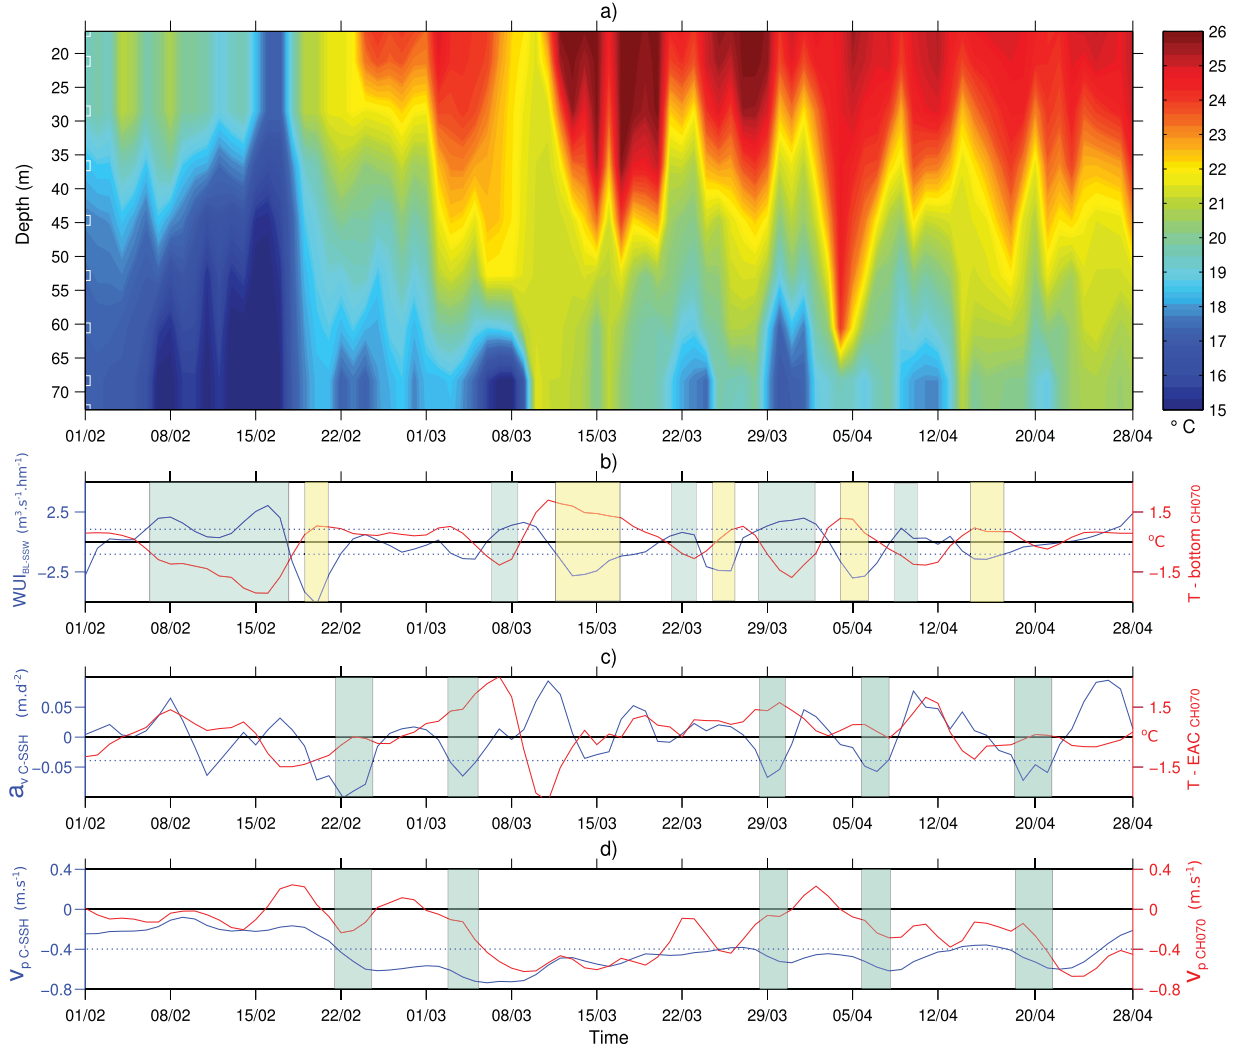 a)
20
25
30
35
40
45
50
55
60
65
70
Depth (m)
01/02 08/02 15/02 22/02 01/03 08/03 15/03 22/03 29/03 05/04 12/04 20/04 28/04
26
25
24
23
22
21
20
19
18
17
16
15
° C
b)
WUI BL-SSW (m³.s⁻¹.hm⁻¹)
2.5
−2.5
1.5
°C
−1.5
T - bottom CH070
01/02 08/02 15/02 22/02 01/03 08/03 15/03 22/03 29/03 05/04 12/04 20/04 28/04
c)
a v C-SSH (m.d⁻²)
0.05
0
−0.05
1.5
°C
−1.5
T - EAC CH070
01/02 08/02 15/02 22/02 01/03 08/03 15/03 22/03 29/03 05/04 12/04 20/04 28/04
d)
v p C-SSH (m.s⁻¹)
0.4
0
−0.4
−0.8
0.4
0
−0.4
−0.8
v p CH070 (m.s⁻¹)
01/02 08/02 15/02 22/02 01/03 08/03 15/03 22/03 29/03 05/04 12/04 20/04 28/04
Time